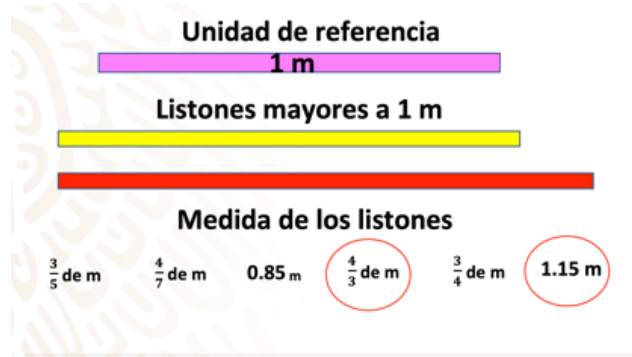 Unidad de referencia
1 m
Listones mayores a 1 m
Medida de los listones
3/5 de m 4/7 de m 0.85 m 4/3 de m 3/4 de m 1.15 m